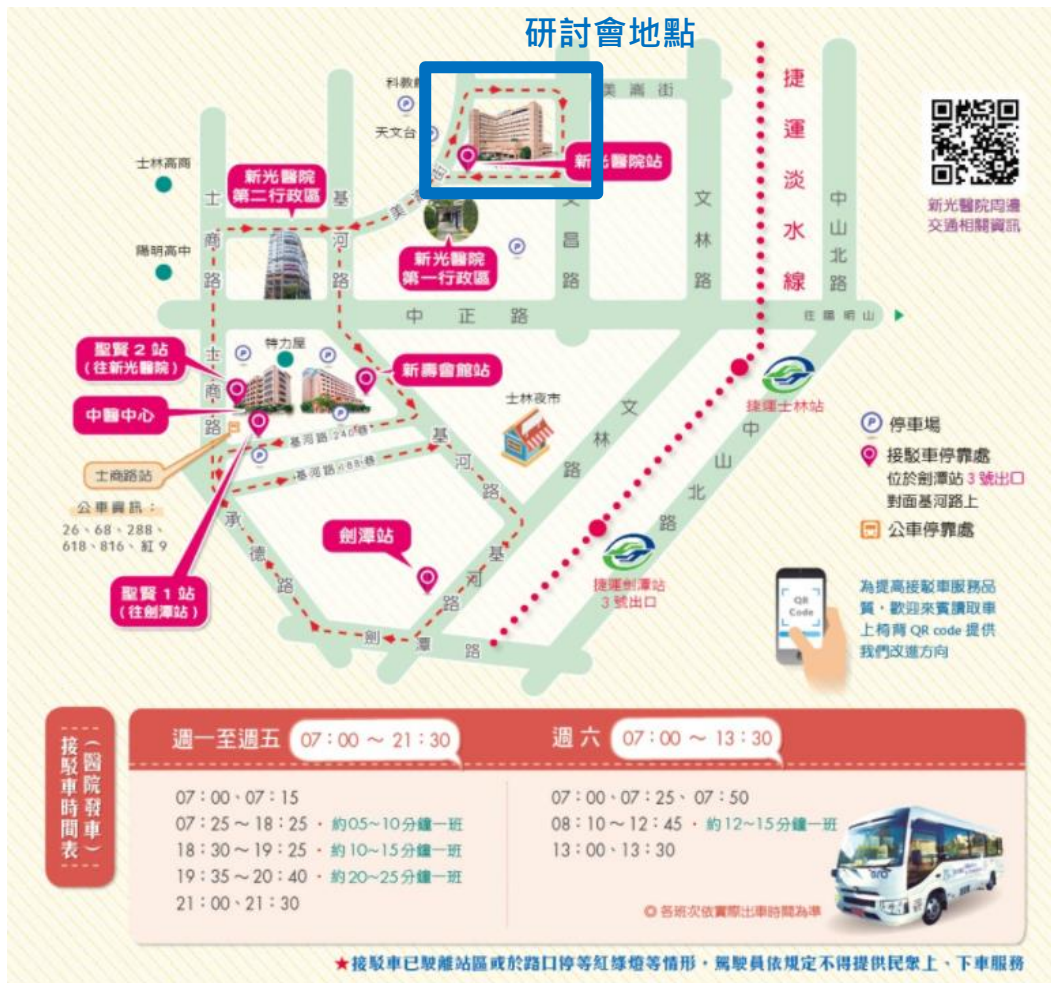 研討會地點
科教館
天文台
美崙街
新光醫院站
捷運淡水線
新光醫院周邊
交通相關資訊
士林高商
新光醫院
第二行政區
士商路
基河路
美崙街
文昌路
文林路
中山北路
陽明高中
新光醫院
第一行政區
中正路
往陽明山
聖賢2站
(往新光醫院)
特力屋
新壽會館站
士林夜市
捷運士林站
中醫中心
士商路
基河路240巷
基河路
文林路
中山北路
停車場
接駁車停靠處
位於劍潭站3號出口
對面基河路上
公車停靠處
士商路站
基河路188巷
公車資訊:
26、68、288、
618、816、紅9
承德路
劍潭站
基河路
捷運劍潭站
3號出口
聖賢1站
(往劍潭站)
劍潭路
QR
Code
為提高接駁車服務品
質,歡迎來賓讀取車
上椅背 QR code 提供
我們改進方向
(醫院發車)
接駁車時間表
週一至週五 07:00 ~ 21:30
07:00、07:15
07:25~18:25 · 約05~10分鐘一班
18:30~19:25 · 約10~15分鐘一班
19:35~20:40 · 約20~25分鐘一班
21:00、21:30
週六 07:00 ~ 13:30
07:00、07:25、07:50
08:10~12:45 · 約12~15分鐘一班
13:00、13:30
◎各班次依實際出車時間為準
★接駁車已駛離站區或於路口停等紅綠燈等情形,駕駛員依規定不得提供民眾上、下車服務